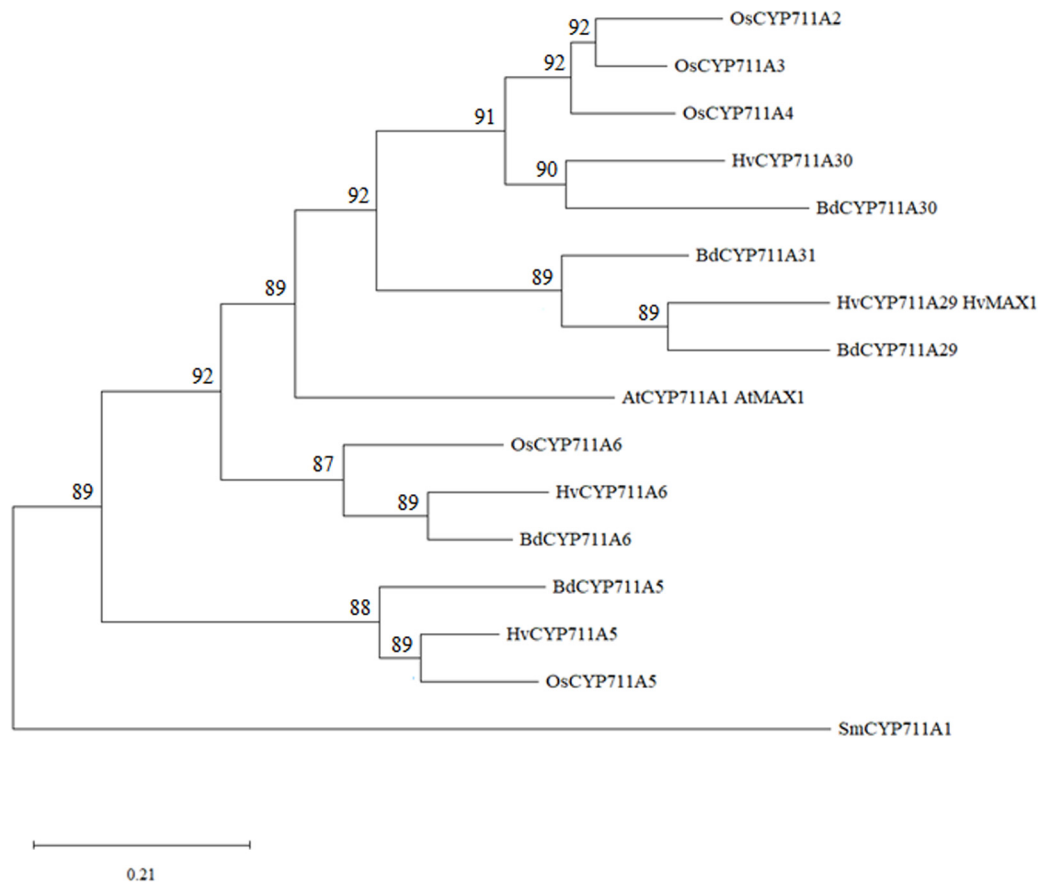 OsCYP711A2
92
OsCYP711A3
92
OsCYP711A4
91
HvCYP711A30
90
BdCYP711A30
92
BdCYP711A31
89
HvCYP711A29 HvMAX1
89
BdCYP711A29
89
AtCYP711A1 AtMAX1
92
OsCYP711A6
87
HvCYP711A6
89
BdCYP711A6
89
BdCYP711A5
88
HvCYP711A5
89
OsCYP711A5
SmCYP711A1
0.21